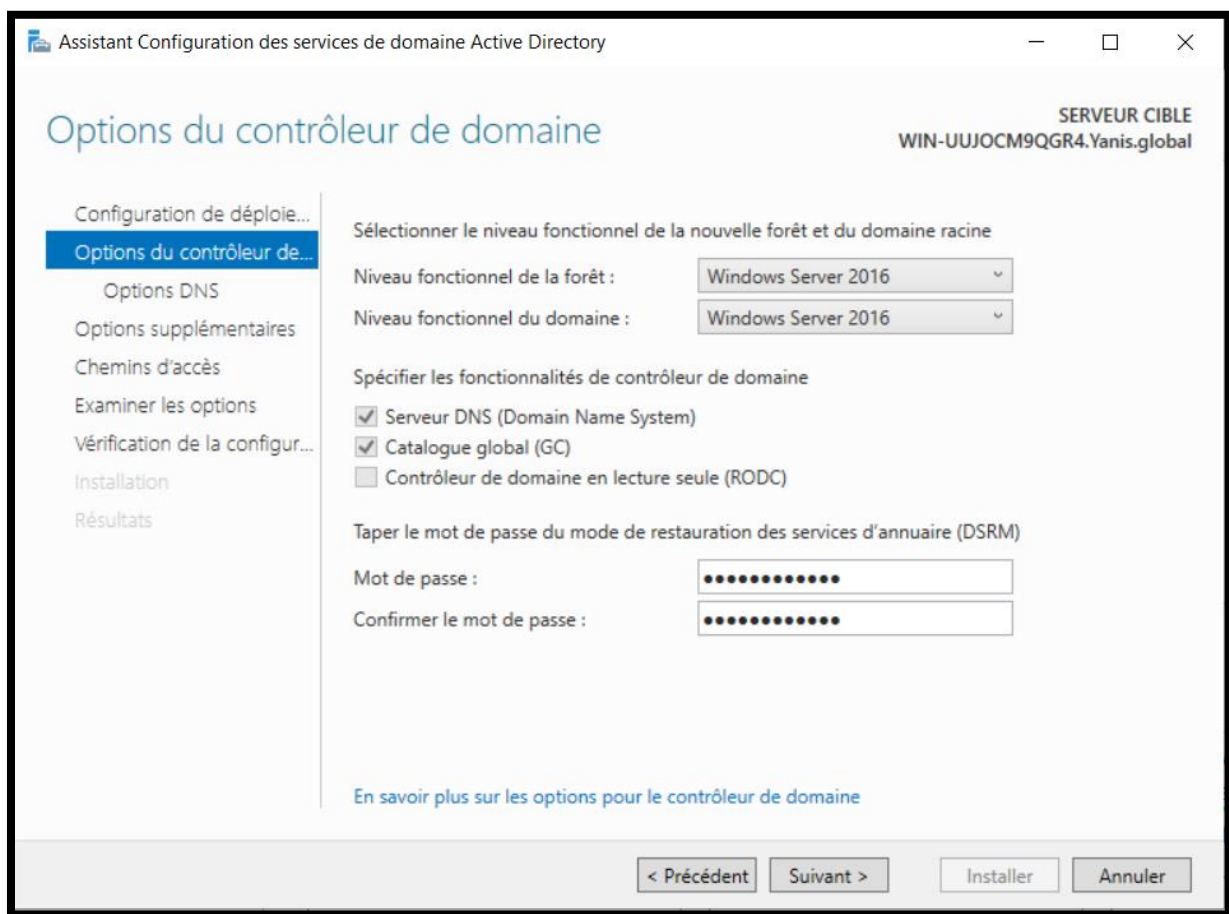 Assistant Configuration des services de domaine Active Directory
Options du contrôleur de domaine
SERVEUR CIBLE
WIN-UUJOCM9QGR4.Yanis.global
Configuration de déploie...
Options du contrôleur de...
Options DNS
Options supplémentaires
Chemins d'accès
Examiner les options
Vérification de la configur...
Installation
Résultats
Sélectionner le niveau fonctionnel de la nouvelle forêt et du domaine racine
Niveau fonctionnel de la forêt : Windows Server 2016
Niveau fonctionnel du domaine : Windows Server 2016
Spécifier les fonctionnalités de contrôleur de domaine
Serveur DNS (Domain Name System)
Catalogue global (GC)
Contrôleur de domaine en lecture seule (RODC)
Taper le mot de passe du mode de restauration des services d'annuaire (DSRM)
Mot de passe : ●●●●●●●●●●●●
Confirmer le mot de passe : ●●●●●●●●●●●●
En savoir plus sur les options pour le contrôleur de domaine
< Précédent Suivant > Installer Annuler